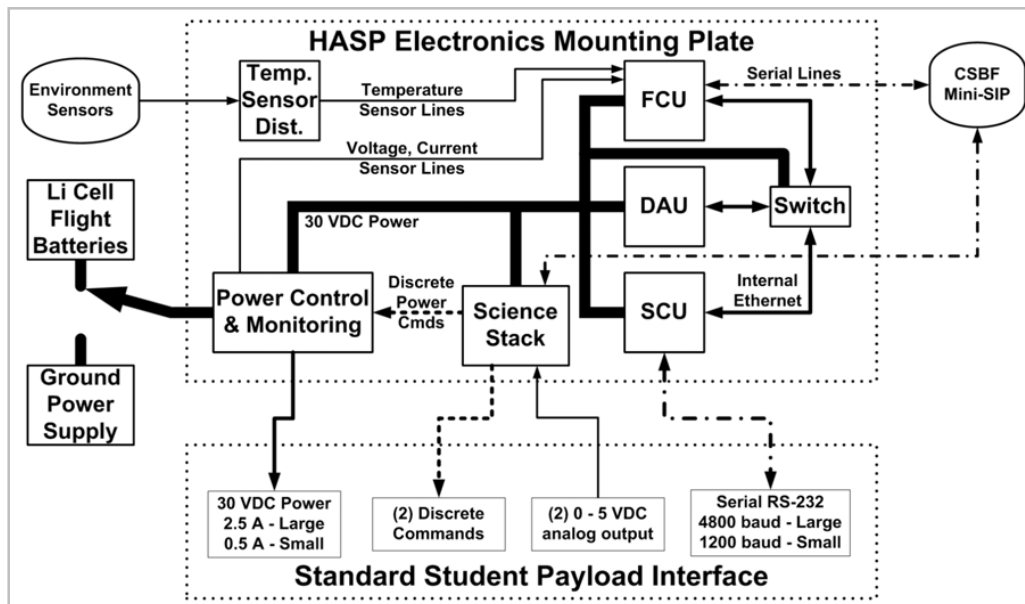 HASP Electronics Mounting Plate
Environment
Sensors
Temp.
Sensor
Dist.
Temperature
Sensor Lines
FCU
Serial Lines
CSBF
Mini-SIP
Voltage, Current
Sensor Lines
Li Cell
Flight
Batteries
30 VDC Power
DAU
Switch
Power Control
& Monitoring
Discrete
Power
Cmds
Science
Stack
SCU
Internal
Ethernet
Ground
Power
Supply
30 VDC Power
2.5 A - Large
0.5 A - Small
(2) Discrete
Commands
(2) 0 - 5 VDC
analog output
Serial RS-232
4800 baud - Large
1200 baud - Small
Standard Student Payload Interface